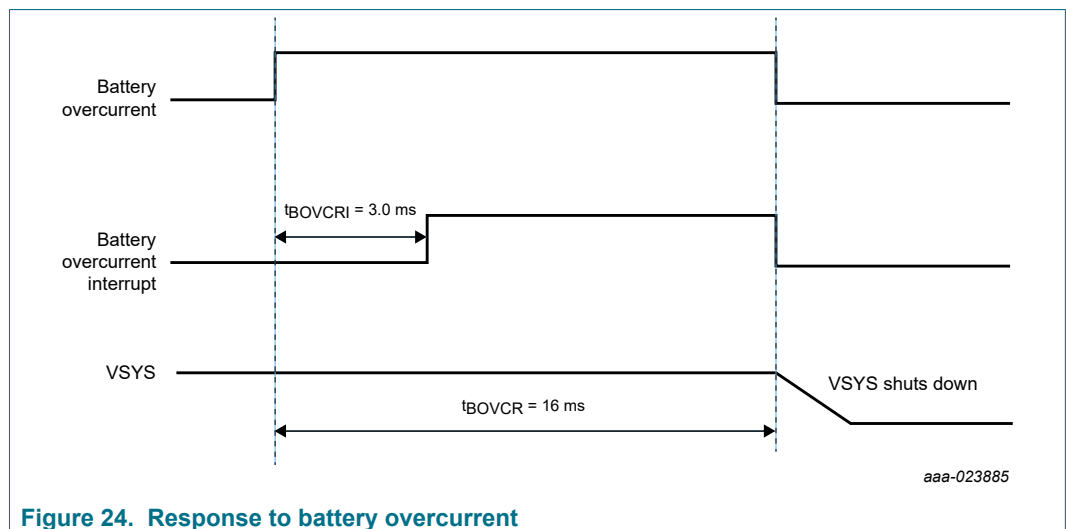 Battery
overcurrent
tBOVCRI = 3.0 ms
Battery
overcurrent
interrupt
VSYS
VSYS shuts down
tBOVCR = 16 ms
aaa-023885
Figure 24. Response to battery overcurrent